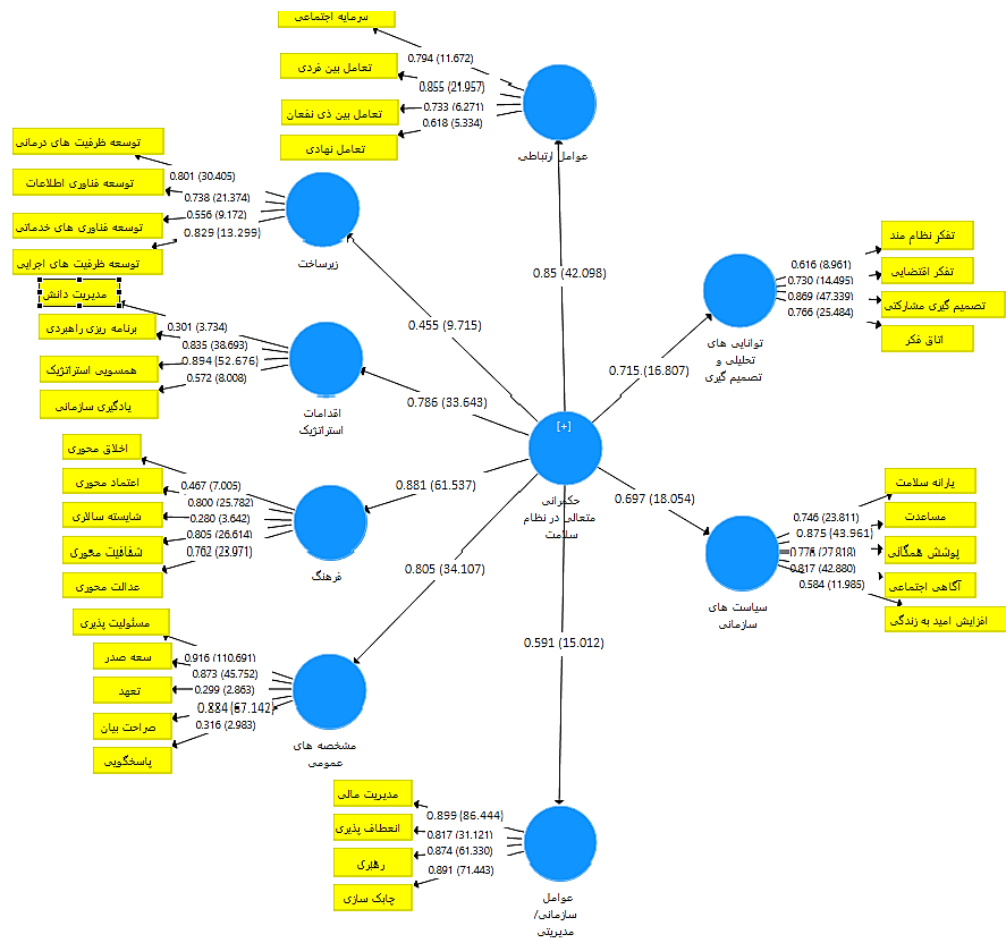 سرمایه اجتماعی
تعامل بین فردی
تعامل بین ذی نفعان
تعامل نهادی
0.794 (11.672)
0.855 (21.957)
0.733 (6.271)
0.618 (5.334)
عوامل ارتباطی
توسعه ظرفیت های درمانی
توسعه فناوری اطلاعات
توسعه فناوری های خدماتی
توسعه ظرفیت های اجرایی
0.801 (30.405)
0.738 (21.374)
0.556 (9.172)
0.829 (13.299)
زیرساخت
مدیریت دانش
برنامه ریزی راهبردی
همسویی استراتژیک
یادگیری سازمانی
0.301 (3.734)
0.835 (38.693)
0.894 (52.676)
0.572 (8.008)
اقدامات
استراتژیک
اخلاق محوری
اعتماد محوری
شایسته سالاری
شفافیت محوری
عدالت محوری
0.467 (7.005)
0.800 (25.782)
0.280 (3.642)
0.805 (26.614)
0.762 (23.971)
فرهنگ
مسئولیت پذیری
سعه صدر
تعهد
صراحت بیان
پاسخگویی
0.916 (110.691)
0.873 (45.752)
0.299 (2.863)
0.884 (67.142)
0.316 (2.983)
مشخصه های
عمومی
مدیریت مالی
انعطاف پذیری
رهبری
چابک سازی
0.899 (86.444)
0.817 (31.121)
0.874 (61.330)
0.891 (71.443)
عوامل
سازمانی/
مدیریتی
تفکر نظام مند
تفکر اقتضایی
تصمیم گیری مشارکتی
اتاق فکر
0.616 (8.961)
0.730 (14.495)
0.869 (47.339)
0.766 (25.484)
توانایی های
تحلیلی و
تصمیم گیری
یارانه سلامت
مساعدت
پوشش همگانی
آگاهی اجتماعی
افزایش امید به زندگی
0.746 (23.811)
0.875 (43.961)
0.776 (27.818)
0.817 (42.880)
0.584 (11.985)
سیاست های
سازمانی
[+]
حکمرانی
متعالی در نظام
سلامت
0.85 (42.098)
0.455 (9.715)
0.715 (16.807)
0.786 (33.643)
0.881 (61.537)
0.697 (18.054)
0.805 (34.107)
0.591 (15.012)